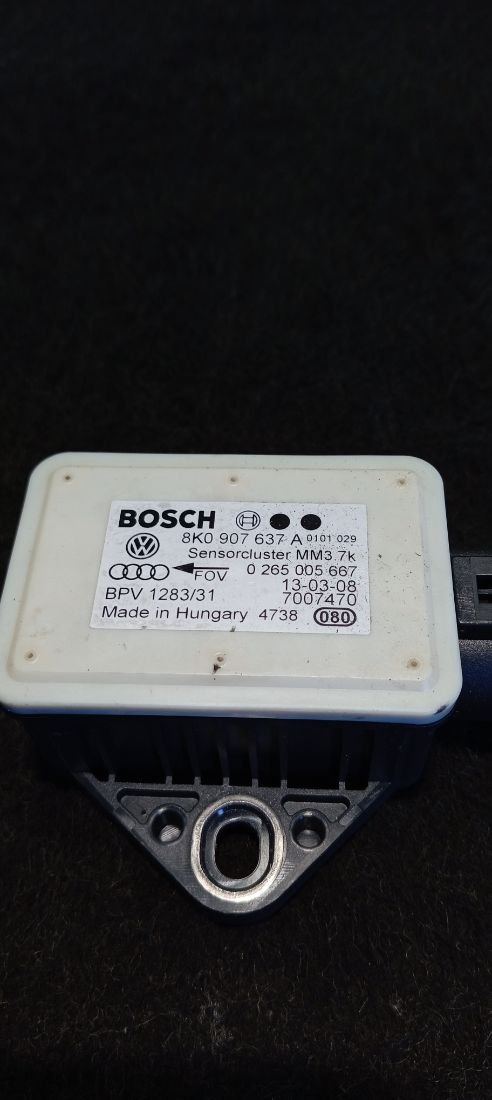 BOSCH
8K0 907 637 A 0101 029
Sensorcluster MM3.7k
FOV 0 265 005 667
13-03-08
BPV 1283/31 7007470
Made in Hungary 4738 080